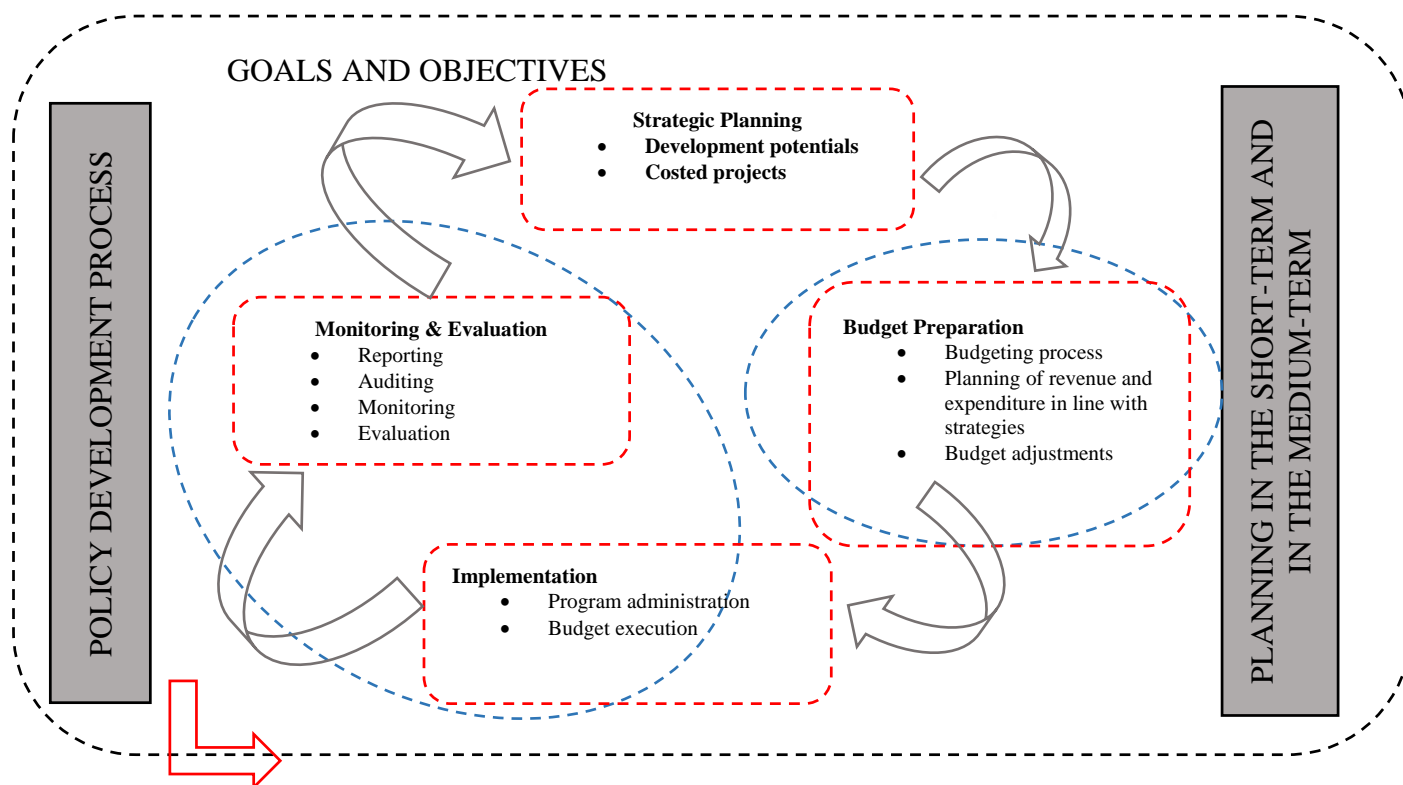 GOALS AND OBJECTIVES
POLICY DEVELOPMENT PROCESS
Strategic Planning
• Development potentials
• Costed projects
PLANNING IN THE SHORT-TERM AND
IN THE MEDIUM-TERM
Monitoring & Evaluation
• Reporting
• Auditing
• Monitoring
• Evaluation
Budget Preparation
• Budgeting process
• Planning of revenue and
expenditure in line with
strategies
• Budget adjustments
Implementation
• Program administration
• Budget execution